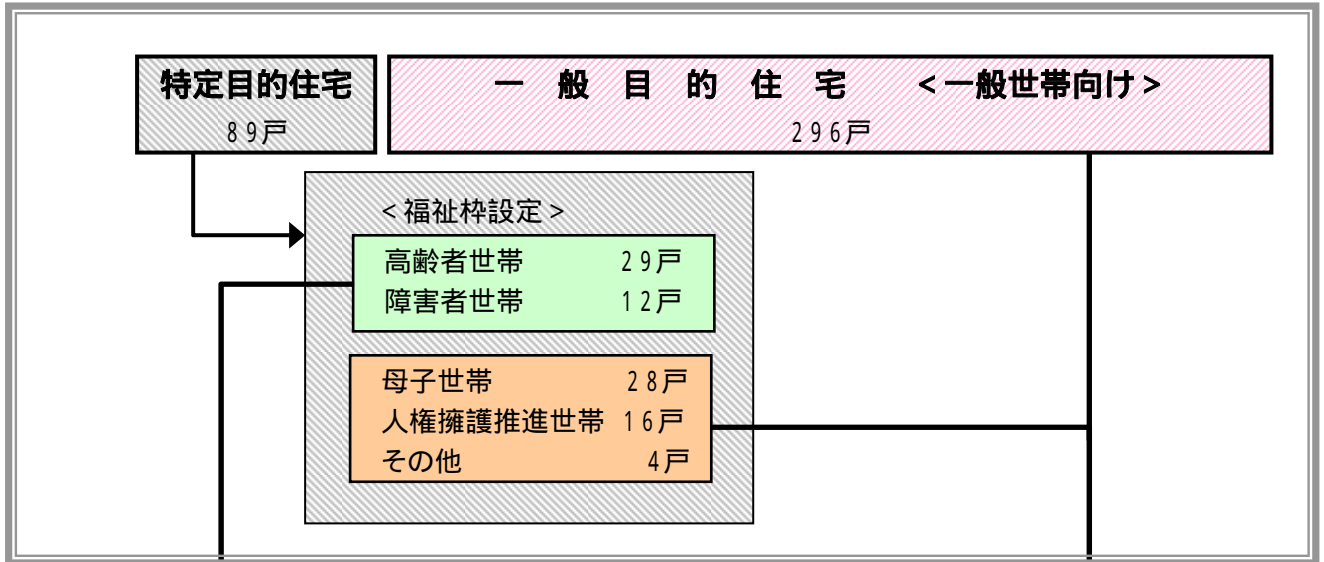 特定目的住宅
89戸
一般目的住宅 <一般世帯向け>
296戸
<福祉枠設定>
高齢者世帯 29戸
障害者世帯 12戸
母子世帯 28戸
人権擁護推進世帯 16戸
その他 4戸